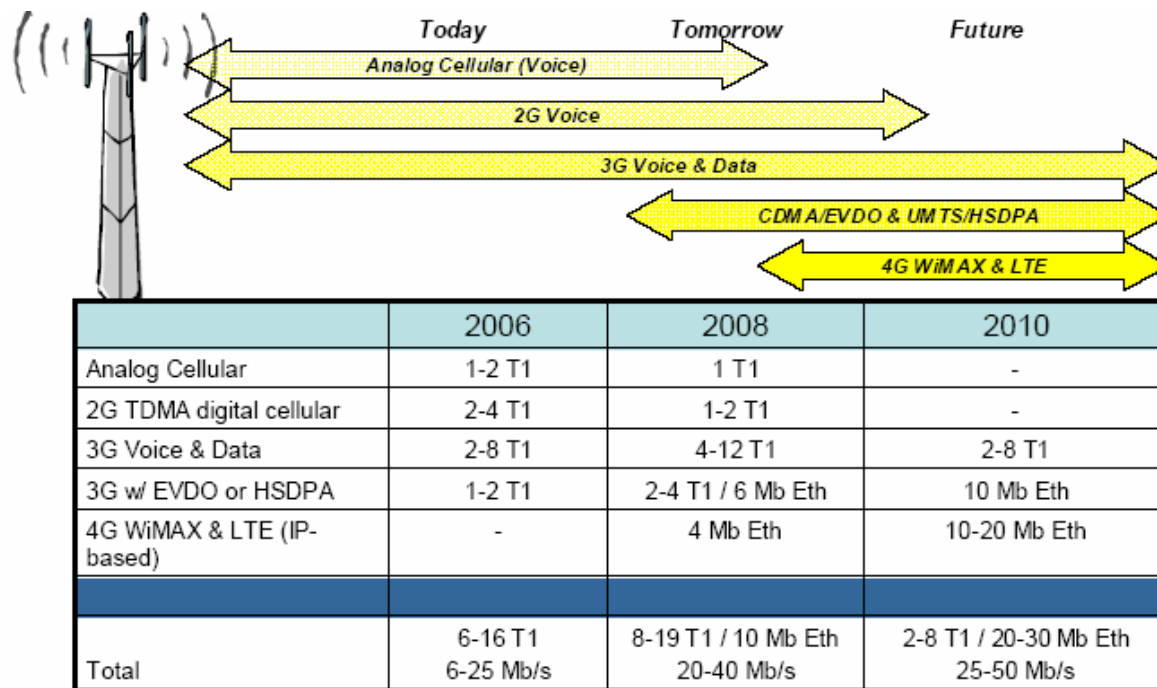 Today Tomorrow Future
Analog Cellular (Voice)
2G Voice
3G Voice & Data
CDMA/EVDO & UMTS/HSDPA
4G WiMAX & LTE
2006 2008 2010
Analog Cellular 1-2 T1 1 T1 -
2G TDMA digital cellular 2-4 T1 1-2 T1 -
3G Voice & Data 2-8 T1 4-12 T1 2-8 T1
3G w/ EVDO or HSDPA 1-2 T1 2-4 T1 / 6 Mb Eth 10 Mb Eth
4G WiMAX & LTE (IP-
based) - 4 Mb Eth 10-20 Mb Eth
6-16 T1 8-19 T1 / 10 Mb Eth 2-8 T1 / 20-30 Mb Eth
Total 6-25 Mb/s 20-40 Mb/s 25-50 Mb/s